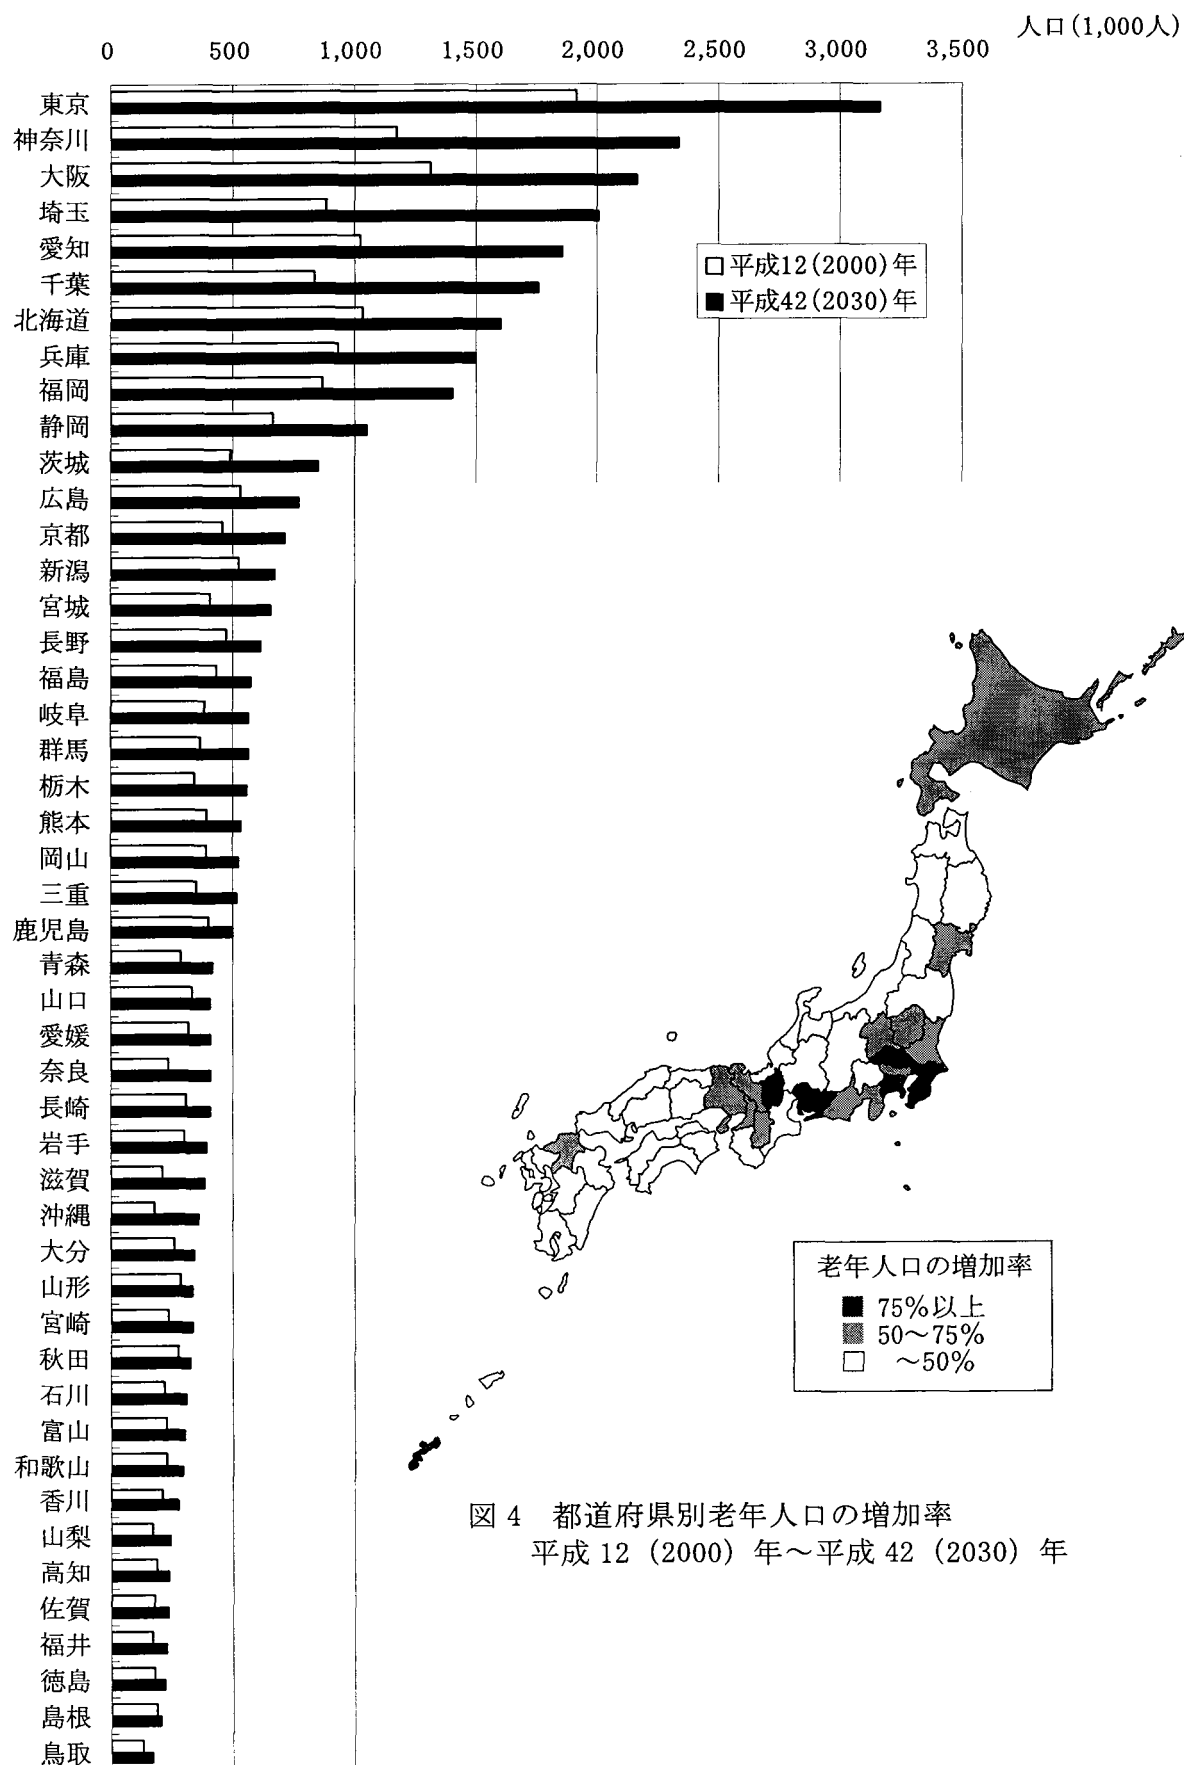 人口(1,000人)
0 500 1,000 1,500 2,000 2,500 3,000 3,500
東京
神奈川
大阪
埼玉
愛知
千葉
北海道
兵庫
福岡
静岡
茨城
広島
京都
新潟
宮城
長野
福島
岐阜
群馬
栃木
熊本
岡山
三重
鹿児島
青森
山口
愛媛
奈良
長崎
岩手
滋賀
沖縄
大分
山形
宮崎
秋田
石川
富山
和歌山
香川
山梨
高知
佐賀
福井
徳島
島根
鳥取
平成12(2000)年
平成42(2030)年
老年人口の増加率
75%以上
50～75%
～50%
図4 都道府県別老年人口の増加率
平成12（2000）年～平成42（2030）年